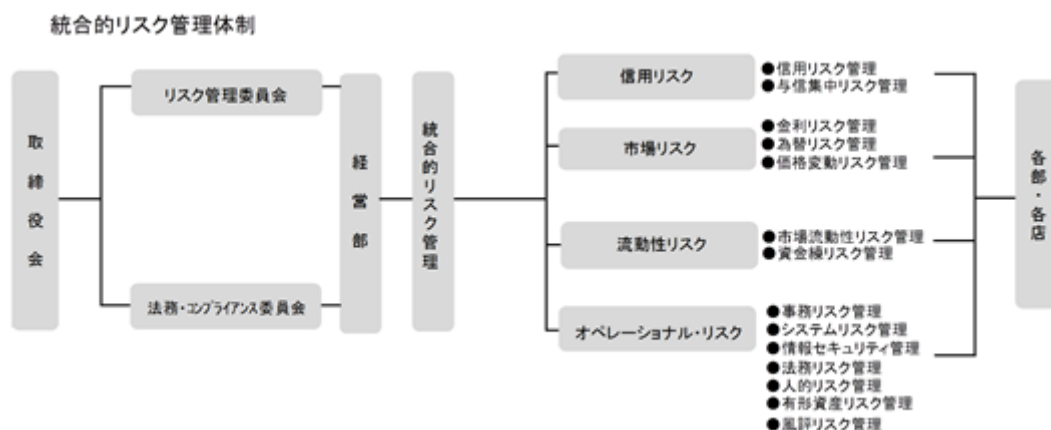 統合的リスク管理体制
取締役会
リスク管理委員会
法務・コンプライアンス委員会
経営部
統合的リスク管理
信用リスク
●信用リスク管理
●与信集中リスク管理
市場リスク
●金利リスク管理
●為替リスク管理
●価格変動リスク管理
流動性リスク
●市場流動性リスク管理
●資金繰リスク管理
オペレーショナル・リスク
●事務リスク管理
●システムリスク管理
●情報セキュリティ管理
●法務リスク管理
●人的リスク管理
●有形資産リスク管理
●風評リスク管理
各部・各店